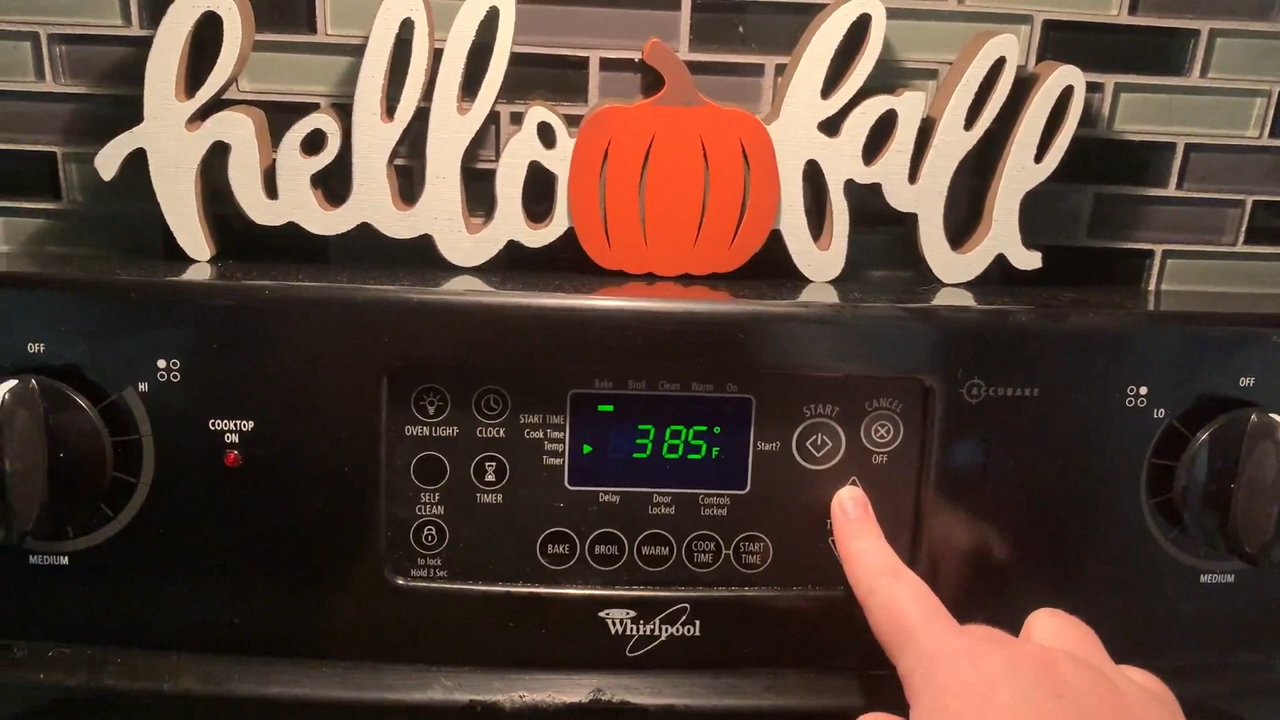 hello fall
OFF
HI
COOKTOP
ON
MEDIUM
OVEN LIGHT
CLOCK
SELF
CLEAN
TIMER
to lock
Hold 3 Sec
Bake Broil Clean Warm On
START TIME
Cook Time
Temp
Timer
385°F
Start?
Delay
Door
Locked
Controls
Locked
BAKE
BROIL
WARM
COOK
TIME
START
TIME
START
CANCEL
OFF
ACCUBAKE
Whirlpool
OFF
LO
MEDIUM